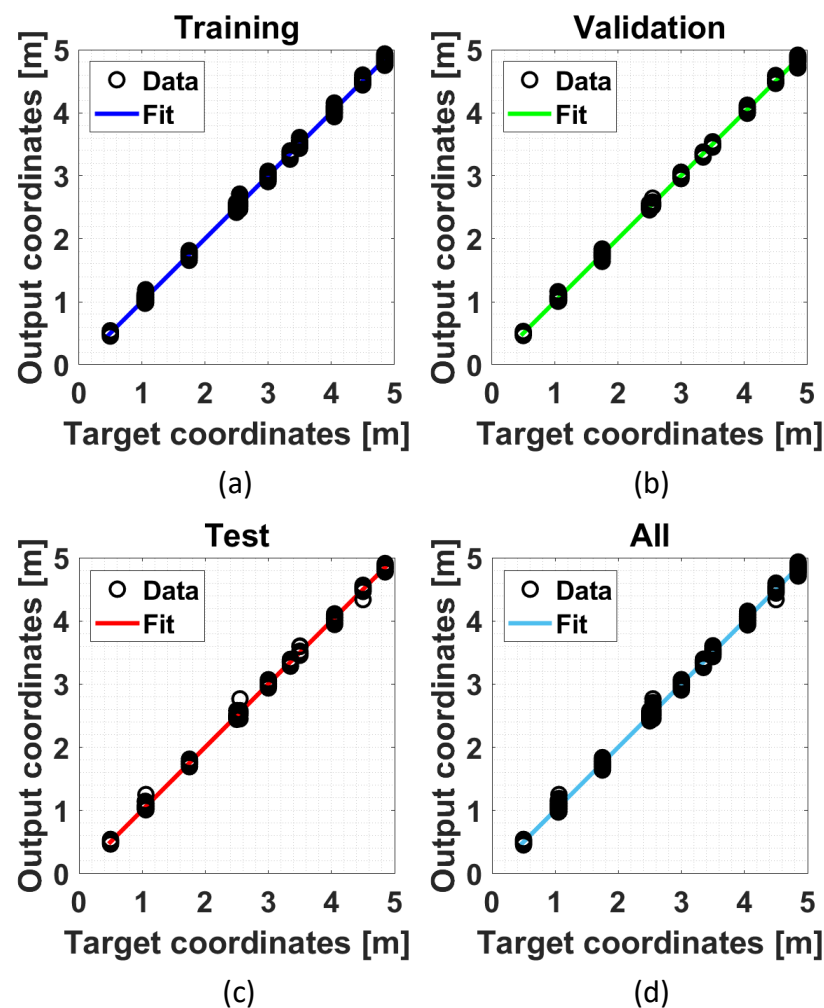 Training
Output coordinates [m]
5
4
3
2
1
0
Data
Fit
0 1 2 3 4 5
Target coordinates [m]
(a)
Validation
Output coordinates [m]
5
4
3
2
1
0
Data
Fit
0 1 2 3 4 5
Target coordinates [m]
(b)
Test
Output coordinates [m]
5
4
3
2
1
0
Data
Fit
0 1 2 3 4 5
Target coordinates [m]
(c)
All
Output coordinates [m]
5
4
3
2
1
0
Data
Fit
0 1 2 3 4 5
Target coordinates [m]
(d)